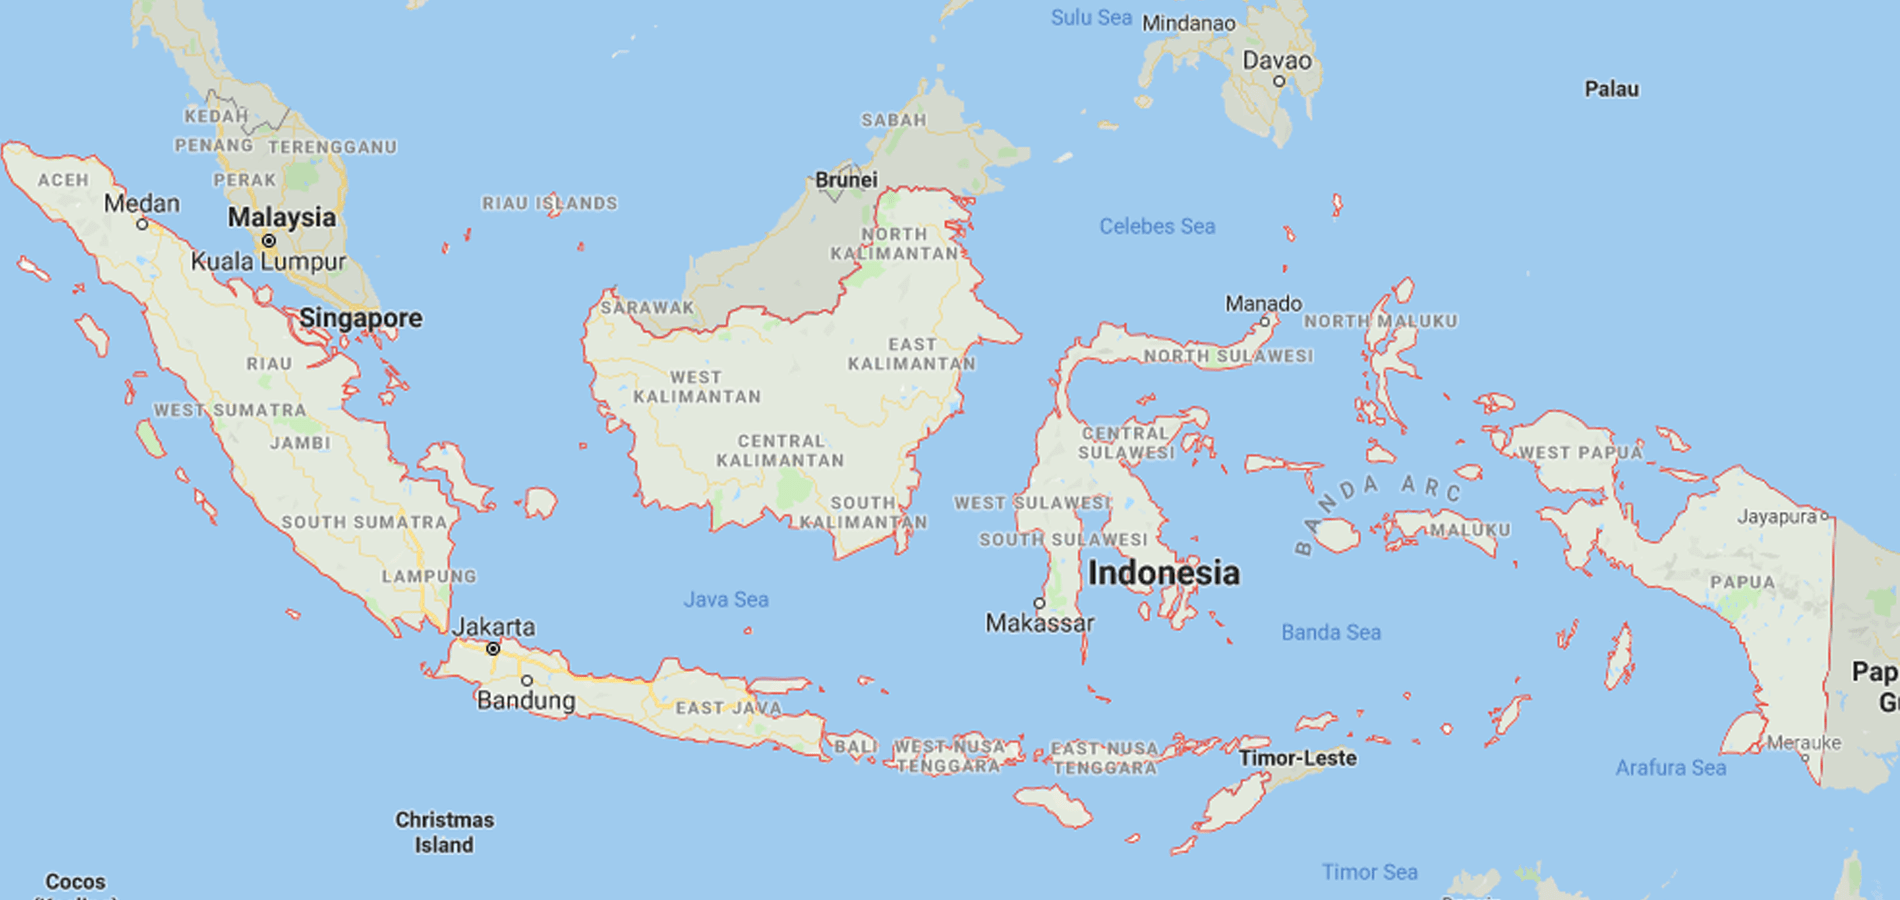 Sulu Sea
Mindanao
Davao
Palau
KEDAH
PENANG
TERENGGANU
SABAH
ACEH
PERAK
Brunei
Medan
Malaysia
RIAU ISLANDS
Kuala Lumpur
NORTH
KALIMANTAN
Celebes Sea
SARAWAK
Singapore
Manado
NORTH MALUKU
RIAU
EAST
KALIMANTAN
NORTH SULAWESI
WEST
KALIMANTAN
WEST SUMATRA
JAMBI
CENTRAL
KALIMANTAN
CENTRAL
SULAWESI
WEST PAPUA
BANDA ARC
SOUTH SUMATRA
SOUTH
KALIMANTAN
WEST SULAWESI
SOUTH SULAWESI
MALUKU
Jayapura
LAMPUNG
Indonesia
PAPUA
Java Sea
Makassar
Banda Sea
Jakarta
Bandung
EAST JAVA
Pap
G
BALI
WEST NUSA
TENGGARA
EAST NUSA
TENGGARA
Timor-Leste
Merauke
Arafura Sea
Christmas
Island
Timor Sea
Cocos